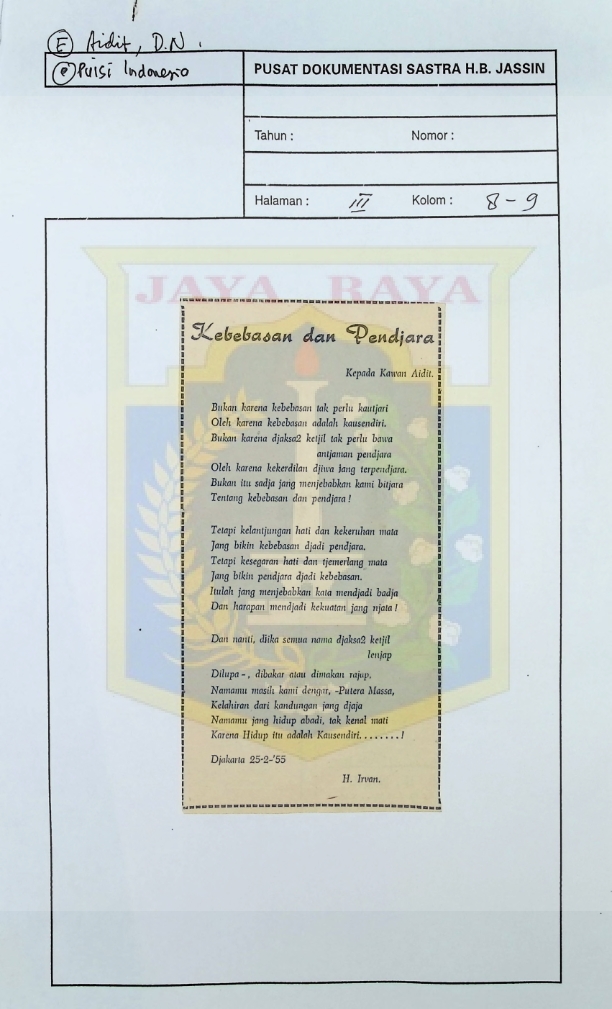 E Aidit, D.N.
e Puisi Indonesia
PUSAT DOKUMENTASI SASTRA H.B. JASSIN
Tahun : Nomor :
Halaman : III Kolom : 8 - 9
JAYA RAYA
Kebebasan dan Pendjara
Kepada Kawan Aidit.
Bukan karena kebebasan tak perlu kautjari
Oleh karena kebebasan adalah kausendiri.
Bukan karena djaksa2 ketjil tak perlu bawa
antjaman pendjara
Oleh karena kekerdilan djiwa jang terpendjara.
Bukan itu sadja jang menjebabkan kami bitjara
Tentang kebebasan dan pendjara !
Tetapi kelantjungan hati dan kekeruhan mata
Jang bikin kebebasan djadi pendjara.
Tetapi kesegaran hati dan tjemerlang mata
Jang bikin pendjara djadi kebebasan.
Itulah jang menjebabkan kata mendjadi badja
Dan harapan mendjadi kekuatan jang njata !
Dan nanti, djika semua nama djaksa2 ketjil
lenjap
Dilupa-, dibakar atau dimakan rajap,
Namamu masih kami dengar, -Putera Massa,
Kelahiran dari kandungan jang djaja
Namamu jang hidup abadi, tak kenal mati
Karena Hidup itu adalah Kausendiri........!
Djakarta 25-2-'55
H. Irvan.